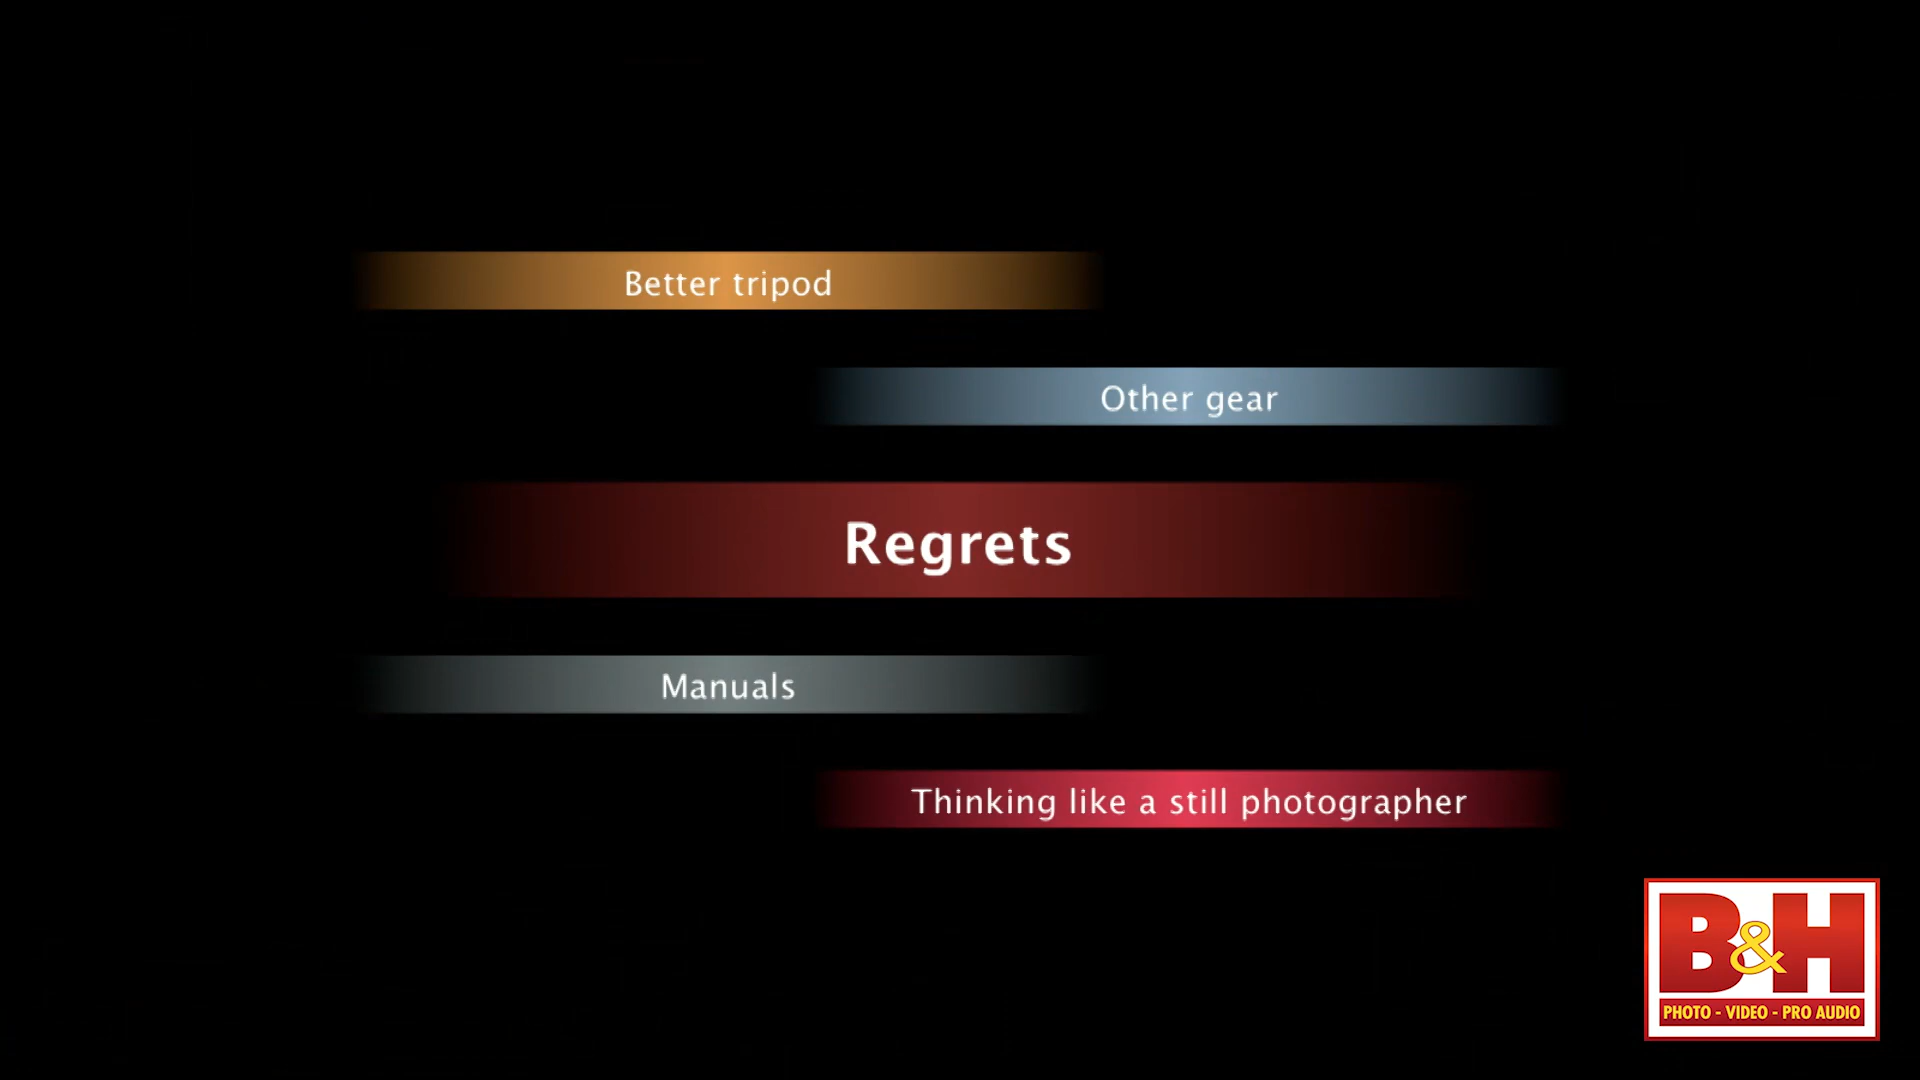 Better tripod
Other gear
Regrets
Manuals
Thinking like a still photographer
B&H
PHOTO - VIDEO - PRO AUDIO